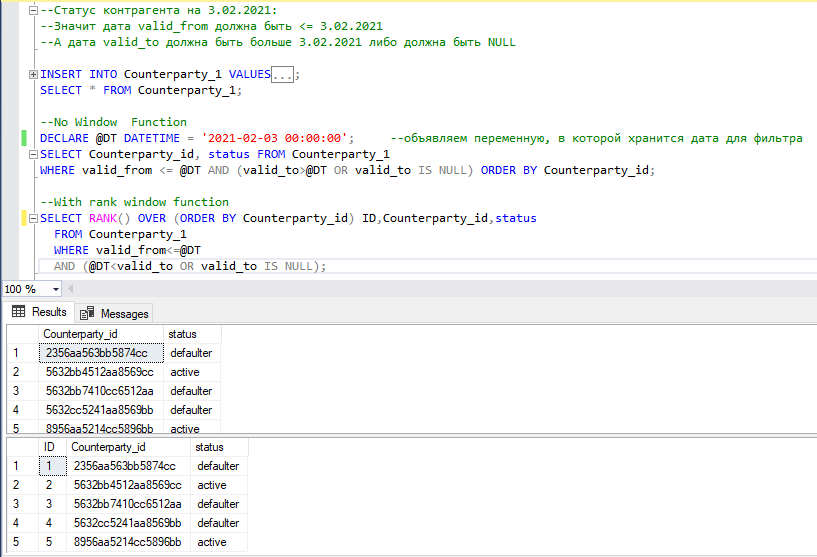 --Статус контрагента на 3.02.2021:
--Значит дата valid_from должна быть <= 3.02.2021
--А дата valid_to должна быть больше 3.02.2021 либо должна быть NULL
INSERT INTO Counterparty_1 VALUES...;
SELECT * FROM Counterparty_1;
--No Window  Function
DECLARE @DT DATETIME = '2021-02-03 00:00:00';     --объявляем переменную, в которой хранится дата для фильтра
SELECT Counterparty_id, status FROM Counterparty_1
WHERE valid_from <= @DT AND (valid_to>@DT OR valid_to IS NULL) ORDER BY Counterparty_id;
--With rank window function
SELECT RANK() OVER (ORDER BY Counterparty_id) ID,Counterparty_id,status
FROM Counterparty_1
WHERE valid_from<=@DT
AND (@DT<valid_to OR valid_to IS NULL);
100 %
Results Messages
Counterparty_id status
1 2356aa563bb5874cc defaulter
2 5632bb4512aa8569cc active
3 5632bb7410cc6512aa defaulter
4 5632cc5241aa8569bb defaulter
5 8956aa5214cc5896bb active
ID Counterparty_id status
1 1 2356aa563bb5874cc defaulter
2 2 5632bb4512aa8569cc active
3 3 5632bb7410cc6512aa defaulter
4 4 5632cc5241aa8569bb defaulter
5 5 8956aa5214cc5896bb active